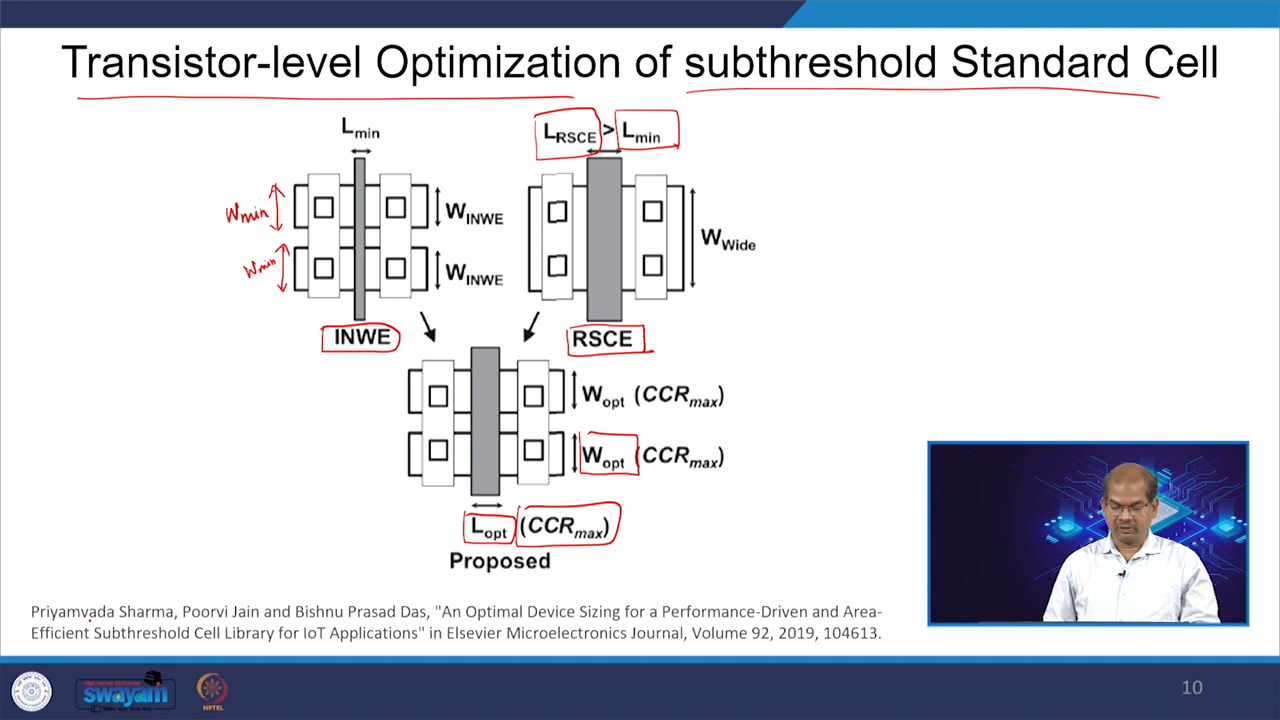 Transistor-level Optimization of subthreshold Standard Cell
L_min
L_RSCE > L_min
W_min
W_INWE
W_min
W_INWE
W_Wide
INWE
RSCE
W_opt (CCR_max)
W_opt (CCR_max)
L_opt (CCR_max)
Proposed
Priyamvada Sharma, Poorvi Jain and Bishnu Prasad Das, "An Optimal Device Sizing for a Performance-Driven and Area-
Efficient Subthreshold Cell Library for IoT Applications" in Elsevier Microelectronics Journal, Volume 92, 2019, 104613.
FREE ONLINE EDUCATION
swayam
NPTEL
10